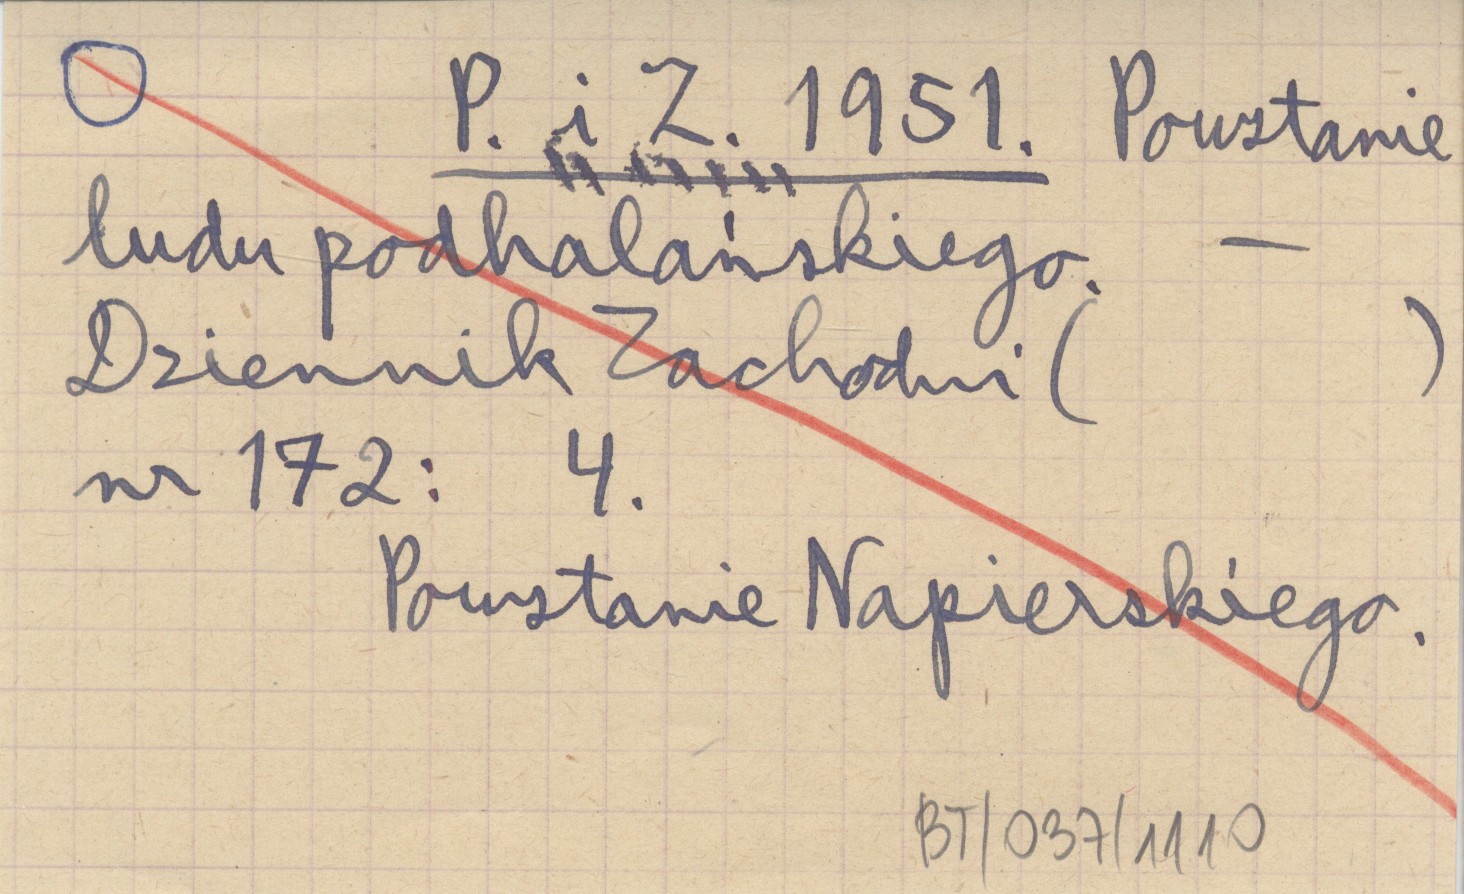 P. i Z. 1951. Powstanie
ludu podhalańskiego. —
Dziennik Zachodni ( )
nr 172: 4.
Powstanie Napierskiego.
BT/037/1110